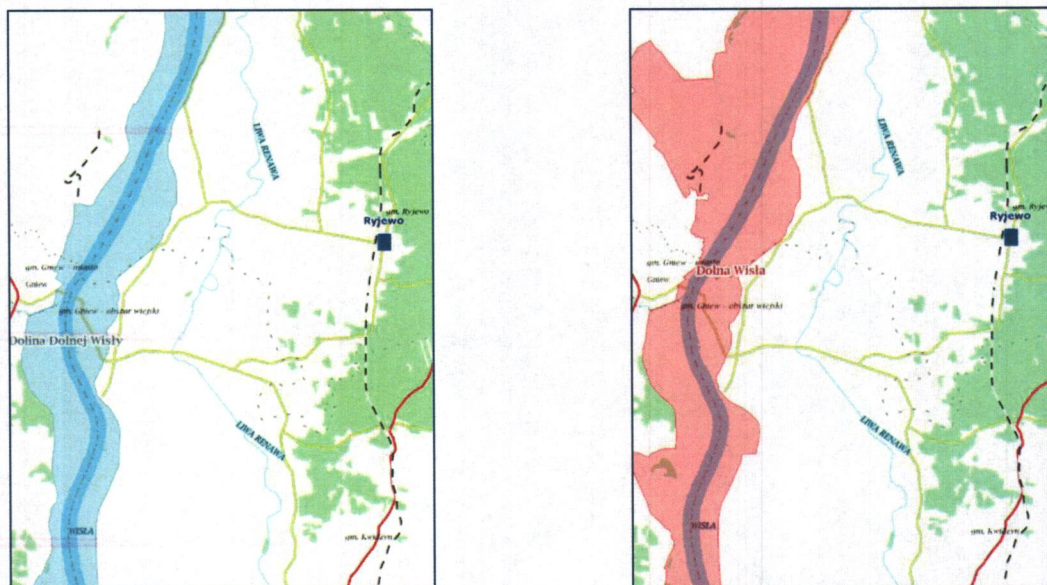 LIWA RENAWA
gm. Ryjewo
Ryjewo
gm. Gniew - miasto
Gniew
gm. Gniew - obszar wiejski
Dolina Dolnej Wisły
LIWA RENAWA
WISŁA
gm. Kwidzyn
LIWA RENAWA
gm. Ryjewo
Ryjewo
gm. Gniew - miasto
Dolna Wisła
Gniew
gm. Gniew - obszar wiejski
LIWA RENAWA
WISŁA
gm. Kwidzyn